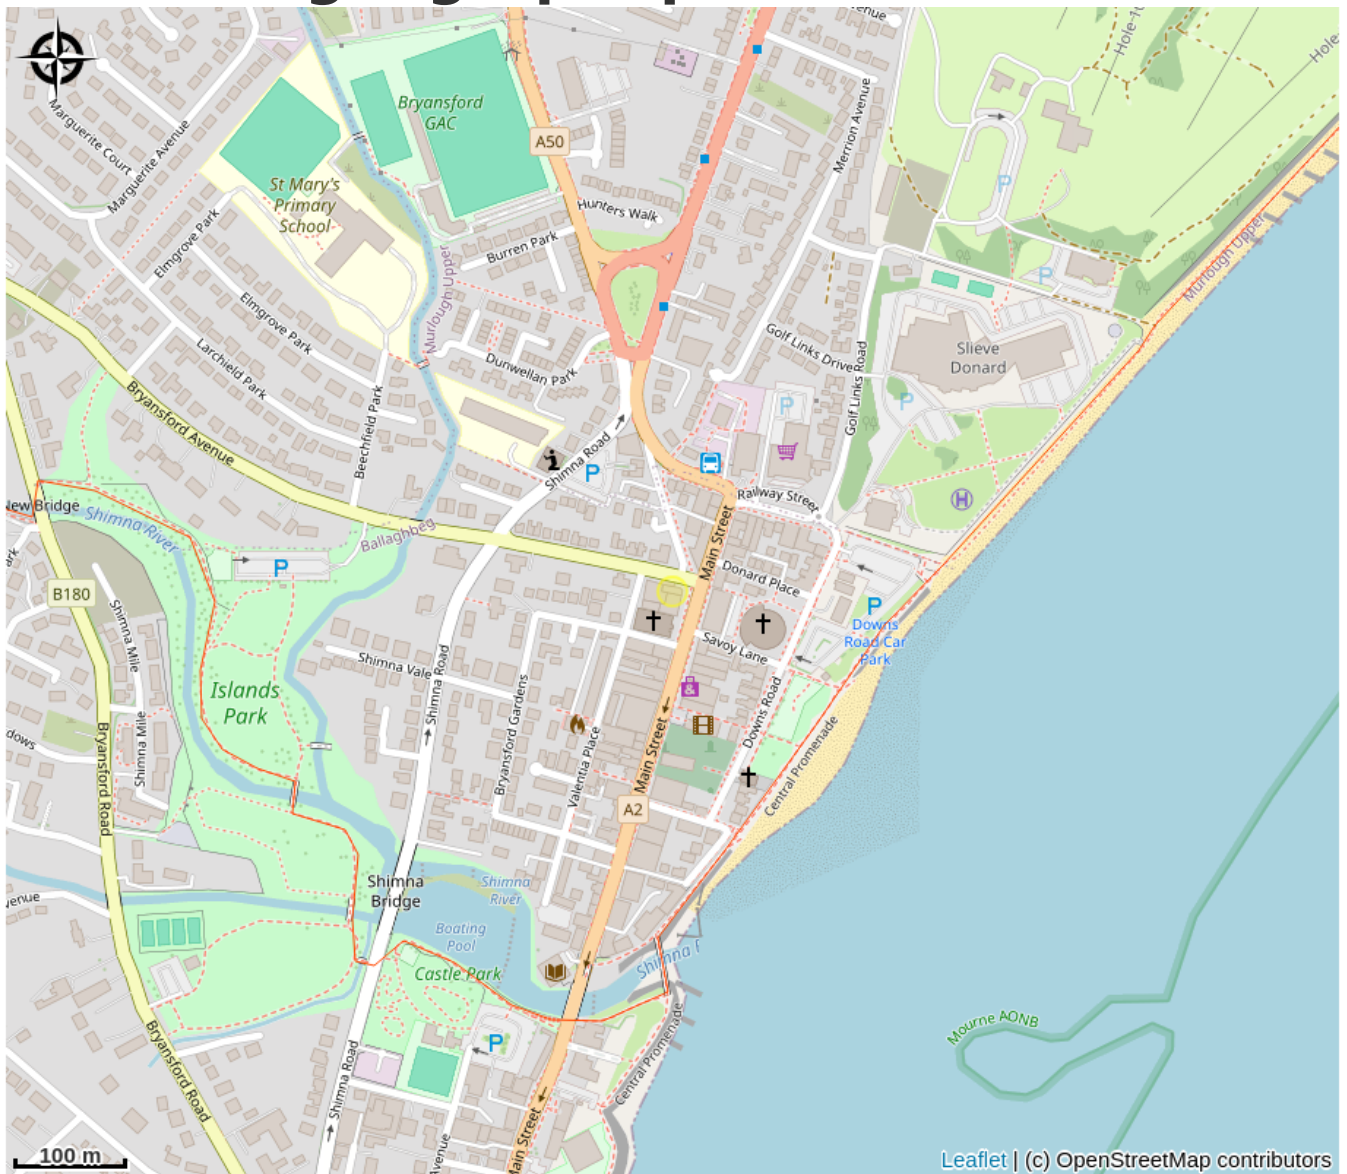 Marguerite Court
Marguerite Avenue
Bryansford
GAC
A50
Merrion Avenue
St Mary's
Primary
School
Hunters Walk
Burren Park
Elmgrove Park
Murlough Upper
Murlough Upper
Elmgrove Park
Larchfield Park
Dunwellan Park
Golf Links Drive
Golf Links Road
Slieve
Donard
P
P
P
P
Bryansford Avenue
Beechfield Park
Shimna Road
P
H
Railway Street
New Bridge
Shimna River
Ballaghbeg
Main Street
P
B180
Donard Place
P
Downs
Road Car
Park
Shimna Mile
Savoy Lane
Shimna Vale
Shimna Road
Islands
Park
Bryansford Gardens
&
Downs Road
Main Street
Valentia Place
Shimna Mile
Bryansford Road
Central Promenade
A2
Shimna
Bridge
Shimna
River
Boating
Pool
Castle Park
Mourne AONB
P
Central Promenade
Bryansford Road
Shimna Road
Main Street
100 m
Leaflet | (c) OpenStreetMap contributors